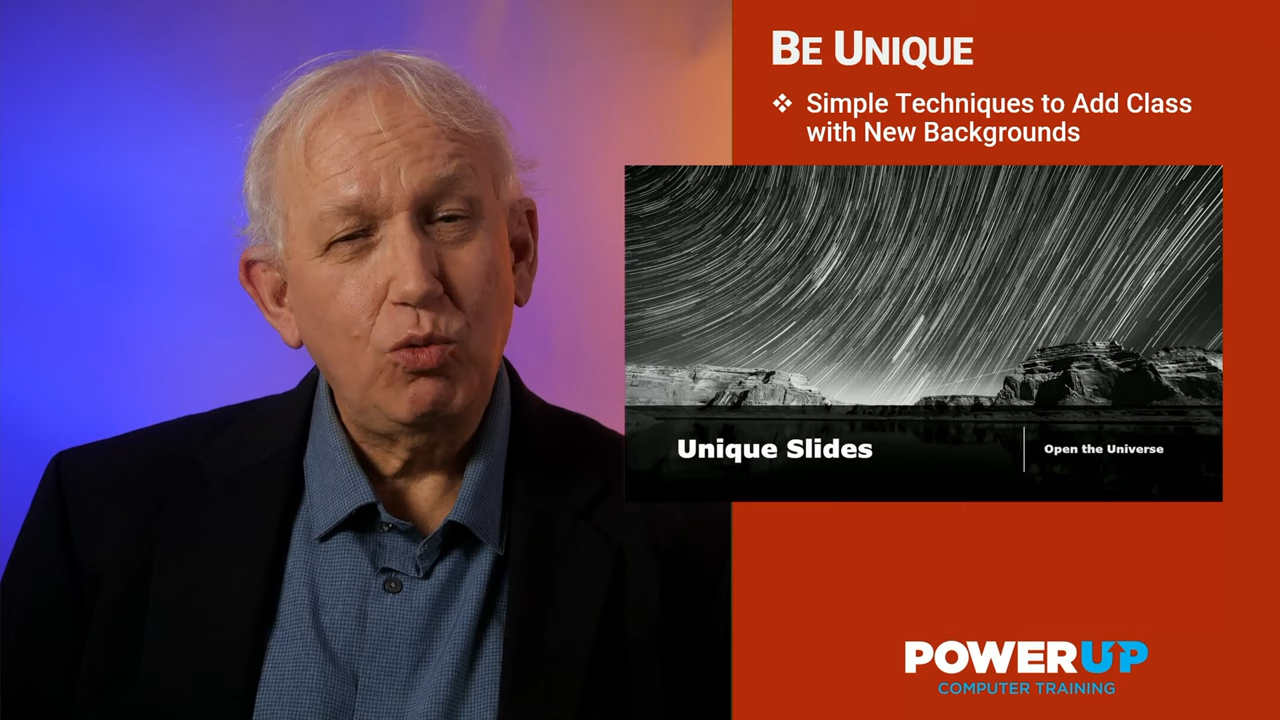 BE UNIQUE
❖ Simple Techniques to Add Class
with New Backgrounds
Unique Slides
Open the Universe
POWERUP
COMPUTER TRAINING